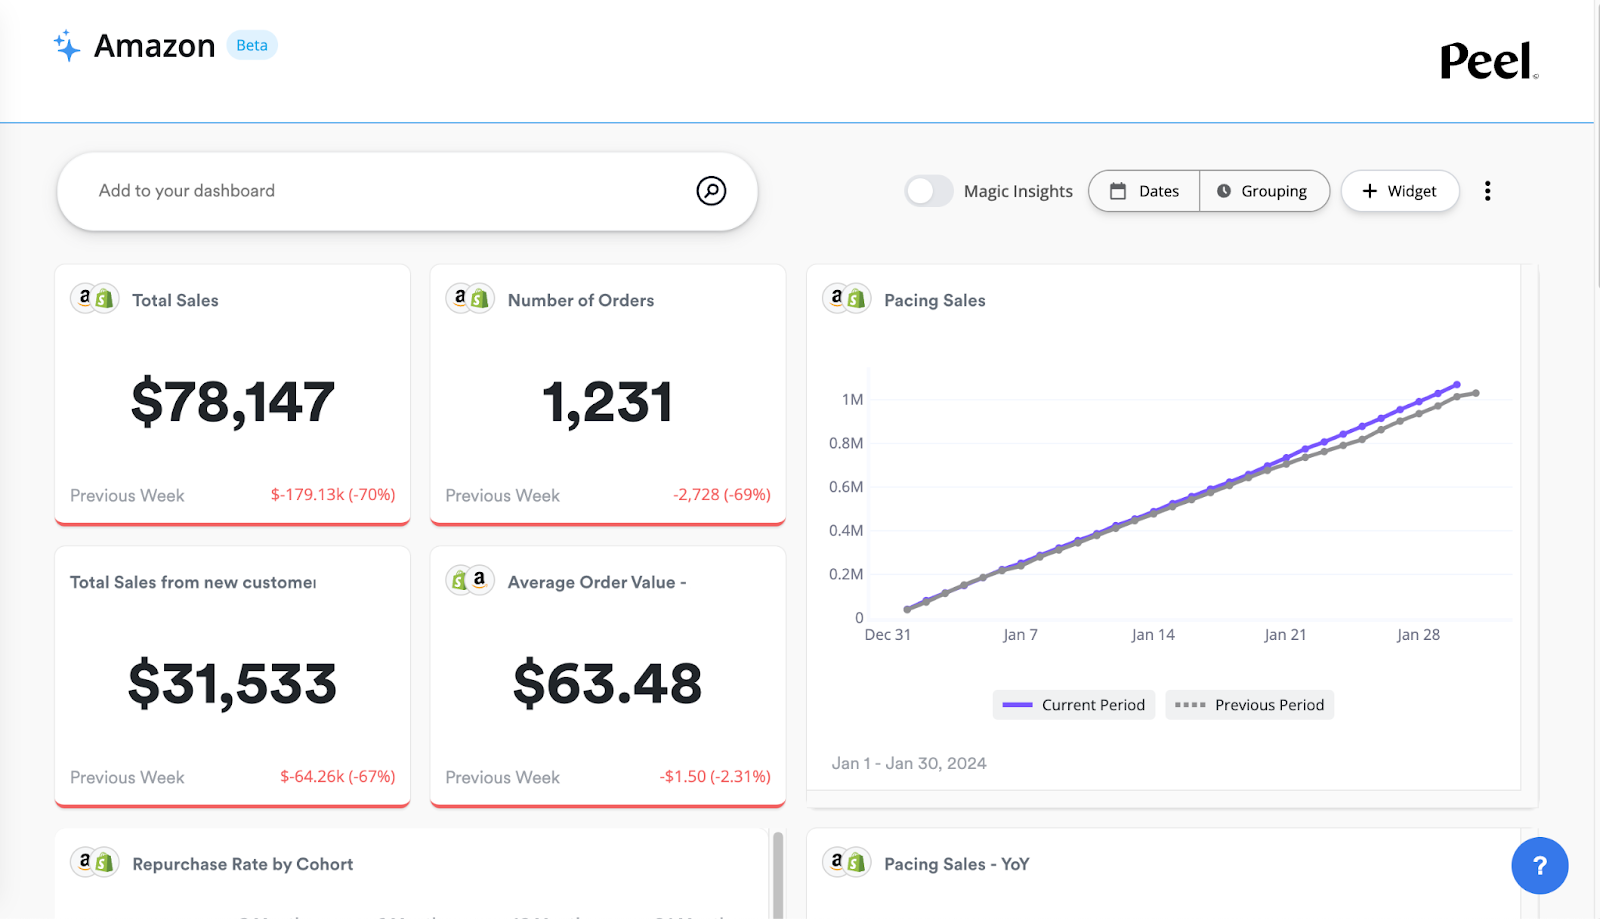 Amazon Beta
Peel
Add to your dashboard
Magic Insights
Dates
Grouping
+ Widget
Total Sales
$78,147
Previous Week $-179.13k (-70%)
Number of Orders
1,231
Previous Week -2,728 (-69%)
Pacing Sales
1M
0.8M
0.6M
0.4M
0.2M
0
Dec 31 Jan 7 Jan 14 Jan 21 Jan 28
Current Period Previous Period
Jan 1 - Jan 30, 2024
Total Sales from new
$31,533
Previous Week $-64.26k (-67%)
Average Order Value -
$63.48
Previous Week -$1.50 (-2.31%)
Repurchase Rate by Cohort
Pacing Sales - YoY
?